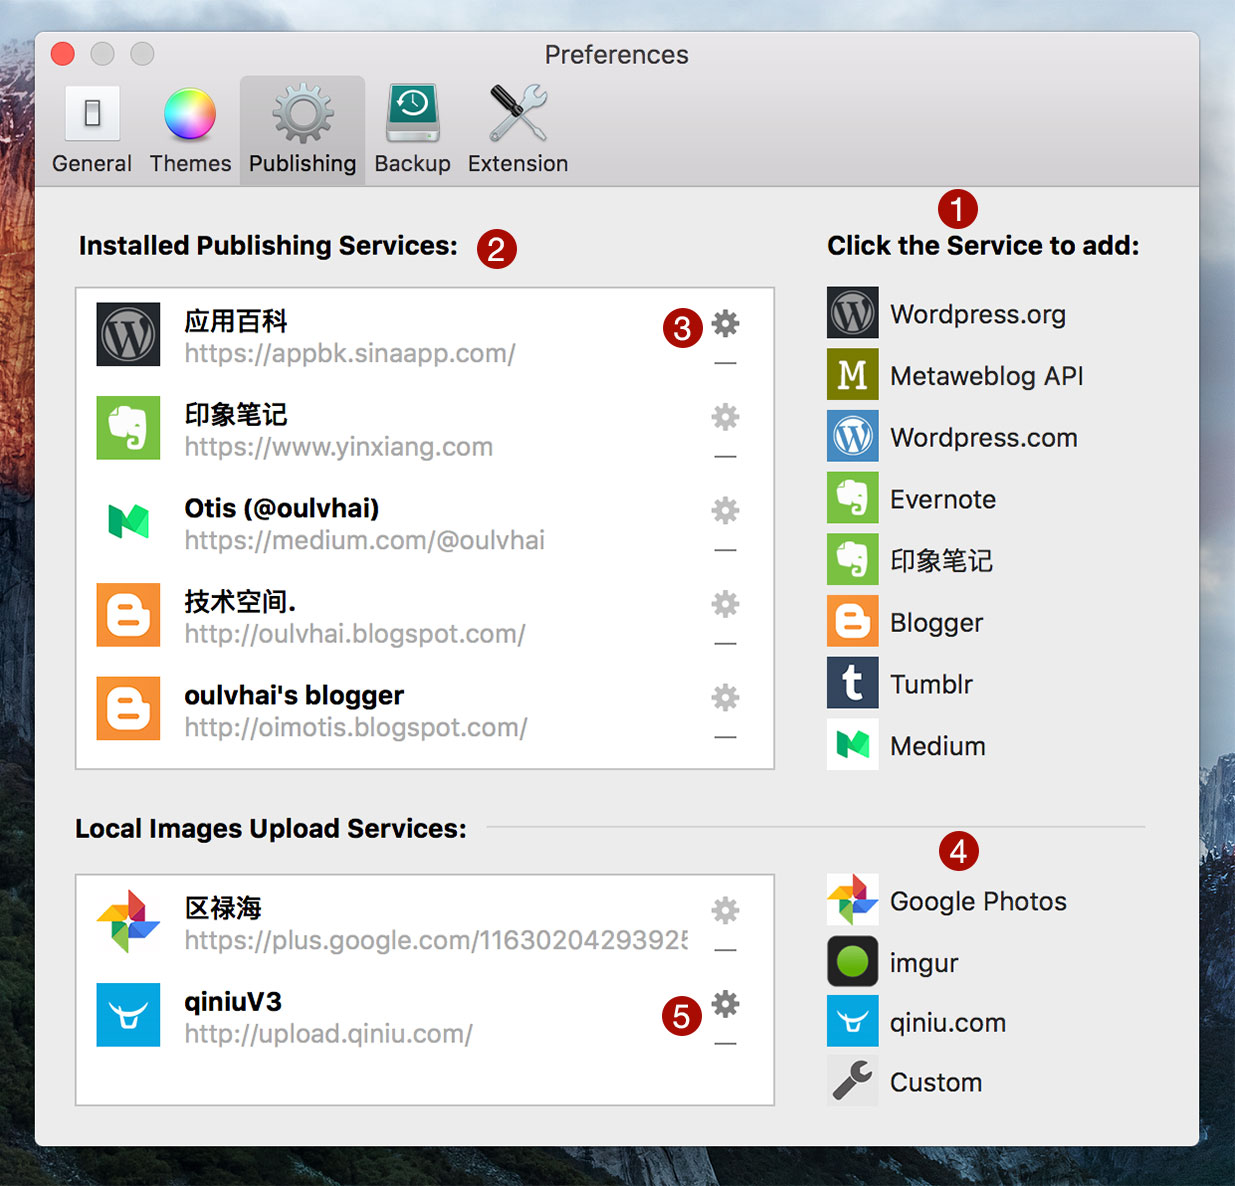 Preferences
General
Themes
Publishing
Backup
Extension
1
Installed Publishing Services:
2
Click the Service to add:
应用百科
https://appbk.sinaapp.com/
3
印象笔记
https://www.yinxiang.com
Otis (@oulvhai)
https://medium.com/@oulvhai
技术空间.
http://oulvhai.blogspot.com/
oulvhai's blogger
http://oimotis.blogspot.com/
Wordpress.org
M
Metaweblog API
Wordpress.com
Evernote
印象笔记
Blogger
t
Tumblr
Medium
Local Images Upload Services:
4
区禄海
https://plus.google.com/1163020429392
qiniuV3
http://upload.qiniu.com/
5
Google Photos
imgur
qiniu.com
Custom